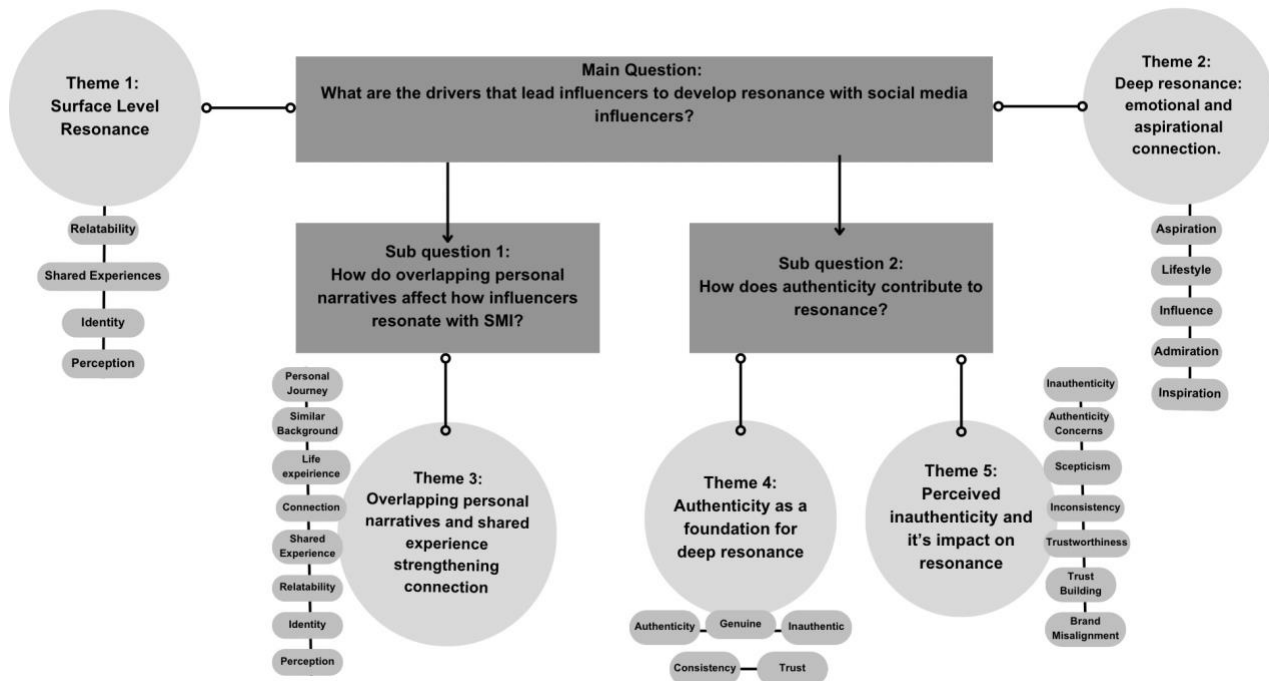 Theme 1:
Surface Level
Resonance
Relatability
Shared Experiences
Identity
Perception
Main Question:
What are the drivers that lead influencers to develop resonance with social media
influencers?
Theme 2:
Deep resonance:
emotional and
aspirational
connection.
Aspiration
Lifestyle
Influence
Admiration
Inspiration
Sub question 1:
How do overlapping personal
narratives affect how influencers
resonate with SMI?
Sub question 2:
How does authenticity contribute to
resonance?
Personal
Journey
Similar
Background
Life
expeirience
Connection
Shared
Experience
Relatability
Identity
Perception
Theme 3:
Overlapping personal
narratives and shared
experience
strengthening
connection
Theme 4:
Authenticity as a
foundation for
deep resonance
Authenticity
Genuine
Inauthentic
Consistency
Trust
Theme 5:
Perceived
inauthenticity and
it's impact on
resonance
Inauthenticity
Authenticity
Concerns
Scepticism
Inconsistency
Trustworthiness
Trust
Building
Brand
Misalignment